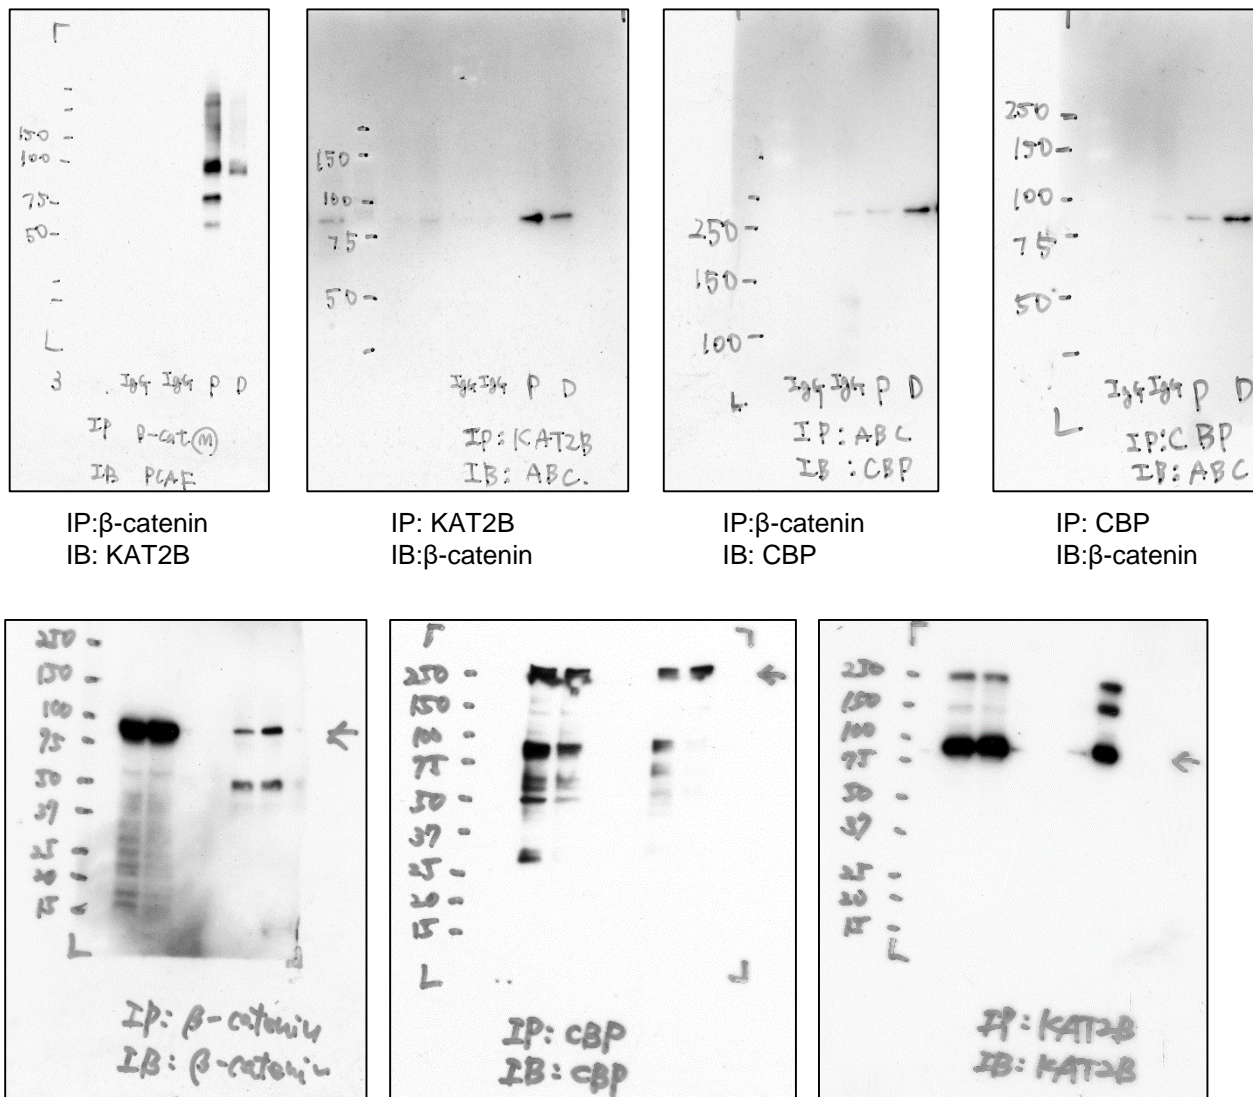 150
100
75
50
3
IgG IgG P D
IP β-cat. (M)
IB PCAF
IP:β-catenin
IB: KAT2B
150
100
75
50
IgG IgG P D
IP: KAT2B
IB: ABC.
IP: KAT2B
IB:β-catenin
250
150
100
IgG IgG P D
IP: ABC
IB: CBP
IP:β-catenin
IB: CBP
250
150
100
75
50
IgG IgG P D
IP: CBP
IB: ABC
IP: CBP
IB:β-catenin
250
150
100
75
50
37
25
20
15
IP: β-catenin
IB: β-catenin
250
150
100
75
50
37
25
20
15
IP: CBP
IB: CBP
250
150
100
75
50
37
25
20
15
IP: KAT2B
IB: KAT2B